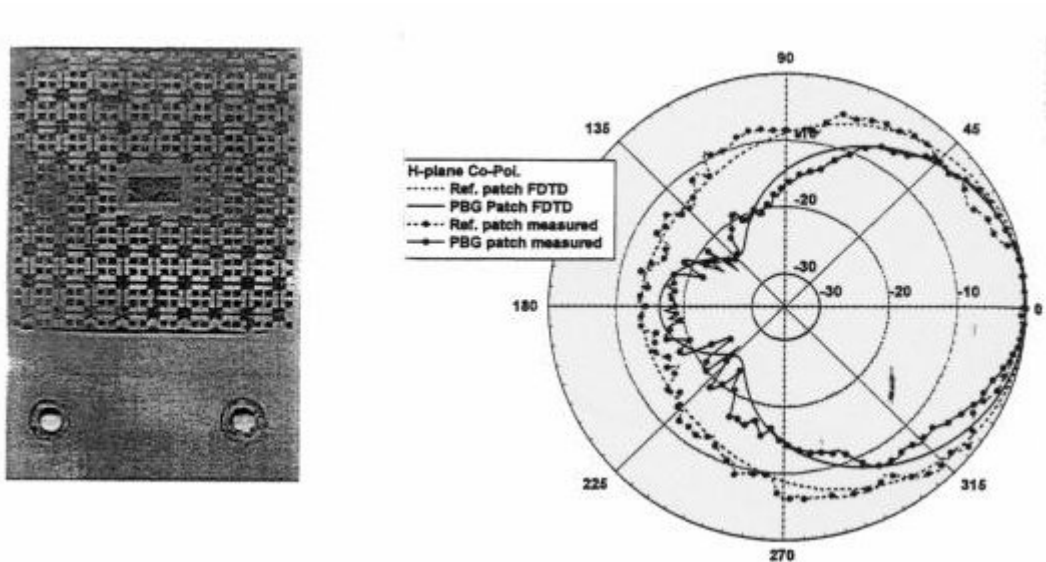 90
135
45
H-plane Co-Pol.
Ref. patch FDTD
PBG Patch FDTD
Ref. patch measured
PBG patch measured
-10
-20
-30
-30
-20
-10
180
0
225
315
270